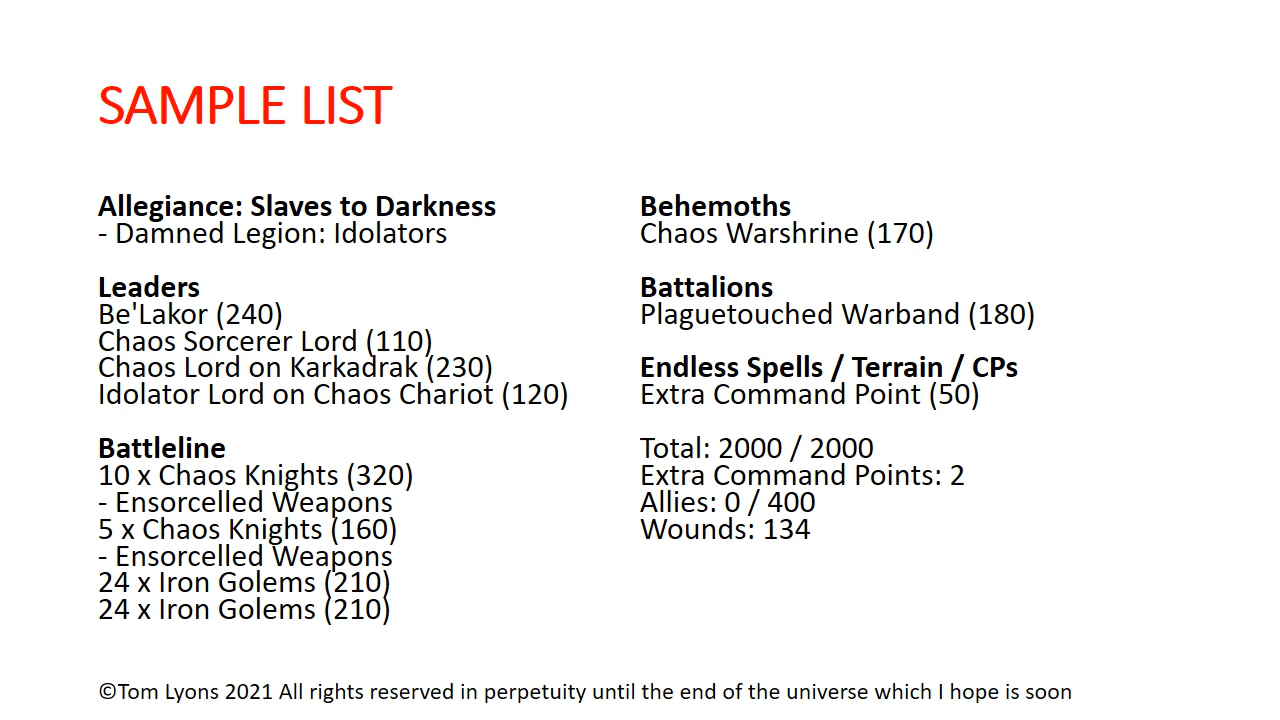 SAMPLE LIST
Allegiance: Slaves to Darkness
- Damned Legion: Idolators
Leaders
Be'Lakor (240)
Chaos Sorcerer Lord (110)
Chaos Lord on Karkadrak (230)
Idolator Lord on Chaos Chariot (120)
Battleline
10 x Chaos Knights (320)
- Ensorcelled Weapons
5 x Chaos Knights (160)
- Ensorcelled Weapons
24 x Iron Golems (210)
24 x Iron Golems (210)
Behemoths
Chaos Warshrine (170)
Battalions
Plaguetouched Warband (180)
Endless Spells / Terrain / CPs
Extra Command Point (50)
Total: 2000 / 2000
Extra Command Points: 2
Allies: 0 / 400
Wounds: 134
©Tom Lyons 2021 All rights reserved in perpetuity until the end of the universe which I hope is soon